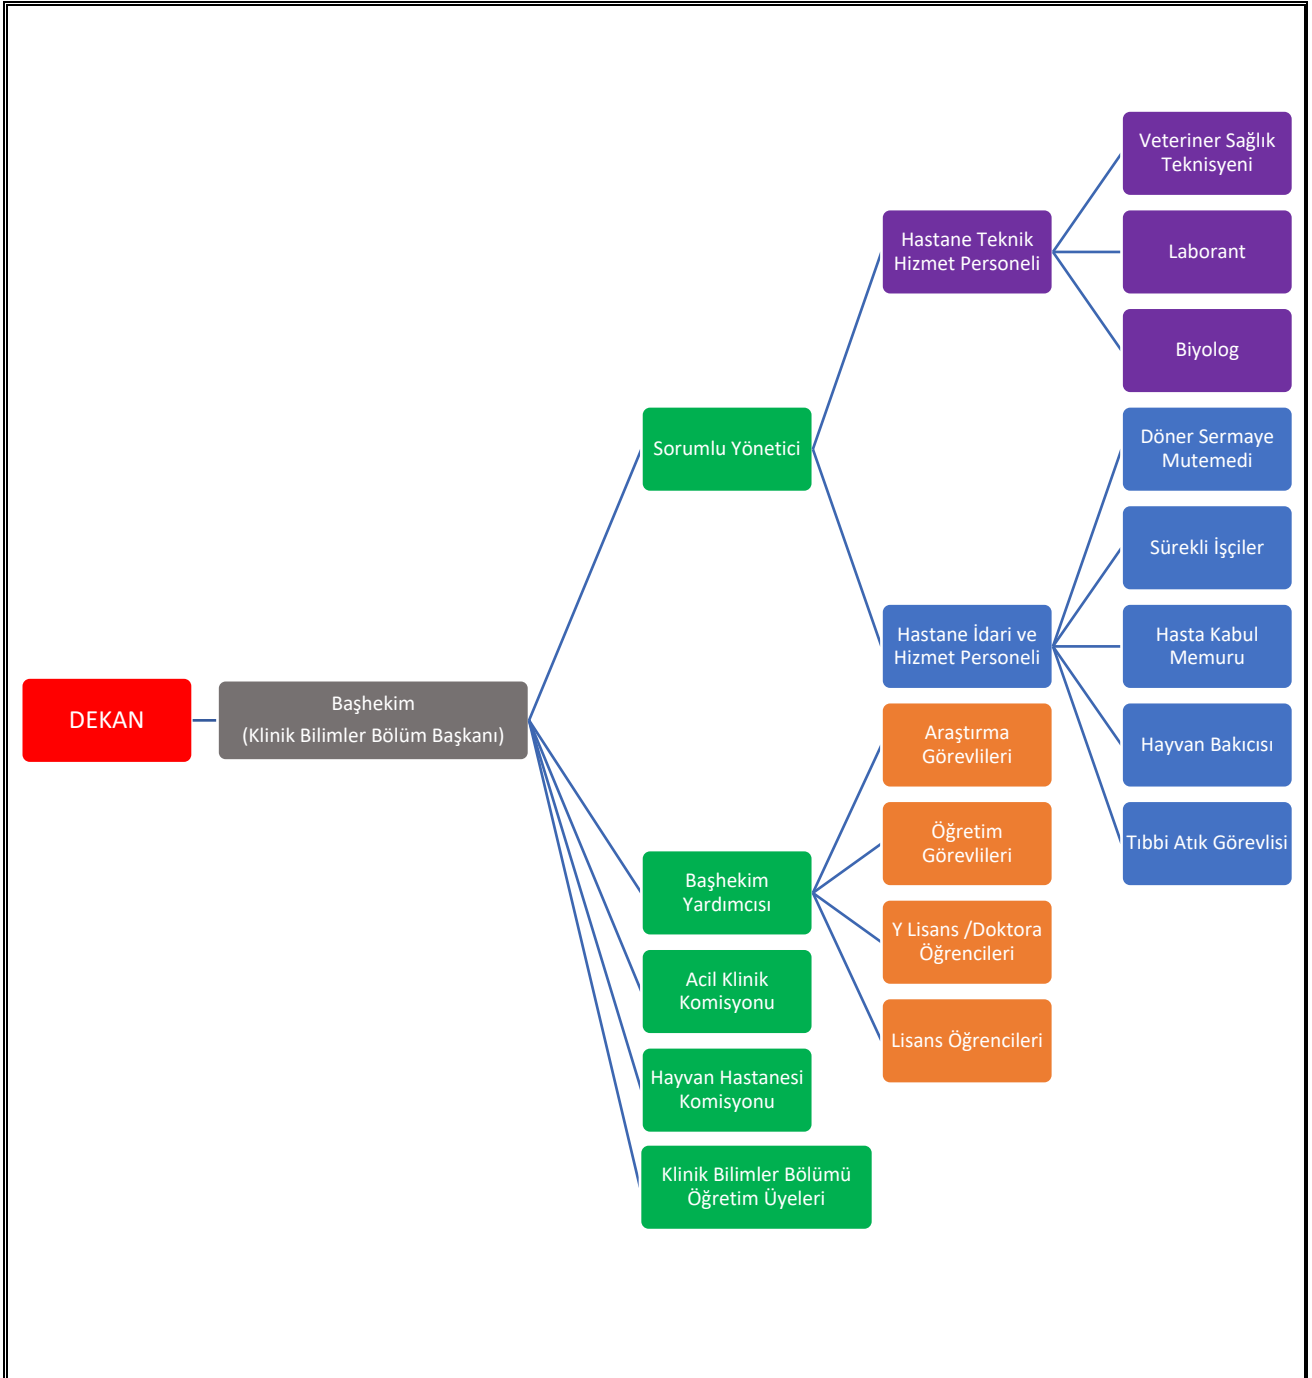 DEKAN
Başhekim
(Klinik Bilimler Bölüm Başkanı)
Sorumlu Yönetici
Hastane Teknik
Hizmet Personeli
Veteriner Sağlık
Teknisyeni
Laborant
Biyolog
Hastane İdari ve
Hizmet Personeli
Döner Sermaye
Mutemedi
Sürekli İşçiler
Hasta Kabul
Memuru
Hayvan Bakıcısı
Tıbbi Atık Görevlisi
Başhekim
Yardımcısı
Araştırma
Görevlileri
Öğretim
Görevlileri
Y Lisans /Doktora
Öğrencileri
Lisans Öğrencileri
Acil Klinik
Komisyonu
Hayvan Hastanesi
Komisyonu
Klinik Bilimler Bölümü
Öğretim Üyeleri